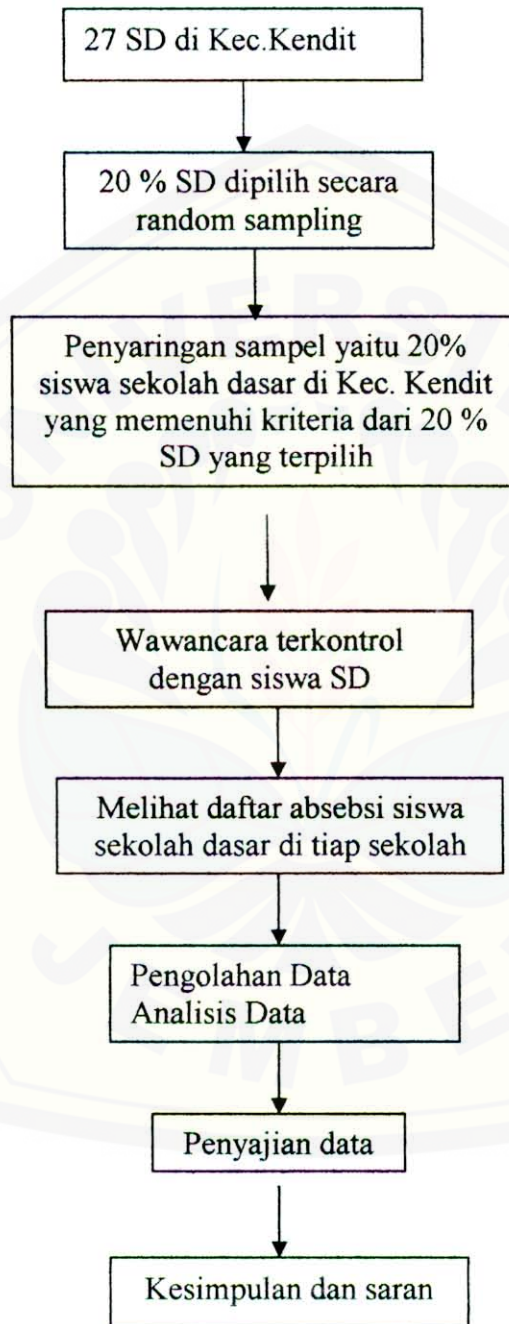 27 SD di Kec.Kendit
20 % SD dipilih secara
random sampling
Penyaringan sampel yaitu 20%
siswa sekolah dasar di Kec. Kendit
yang memenuhi kriteria dari 20 %
SD yang terpilih
Wawancara terkontrol
dengan siswa SD
Melihat daftar absebsi siswa
sekolah dasar di tiap sekolah
Pengolahan Data
Analisis Data
Penyajian data
Kesimpulan dan saran
UNIVERSI
JEMBE